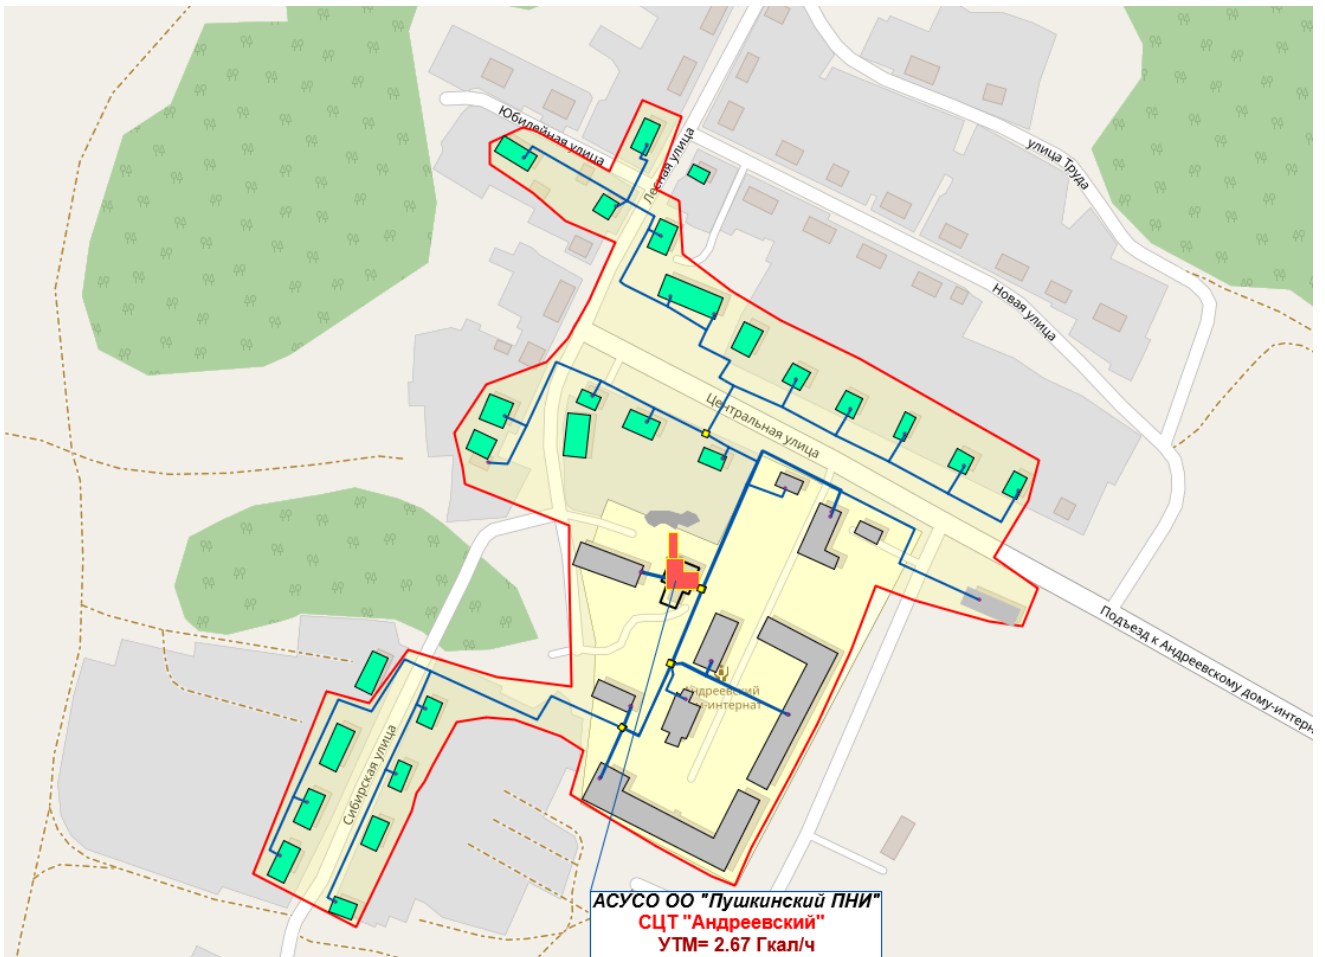 Юбилейная улица
Лесная улица
улица Труда
Новая улица
Центральная улица
Подъезд к Андреевскому дому-интерн
Андреевский
м-интернат
Сибирская улица
АСУСО ОО "Пушкинский ПНИ"
СЦТ "Андреевский"
УТМ= 2.67 Гкал/ч